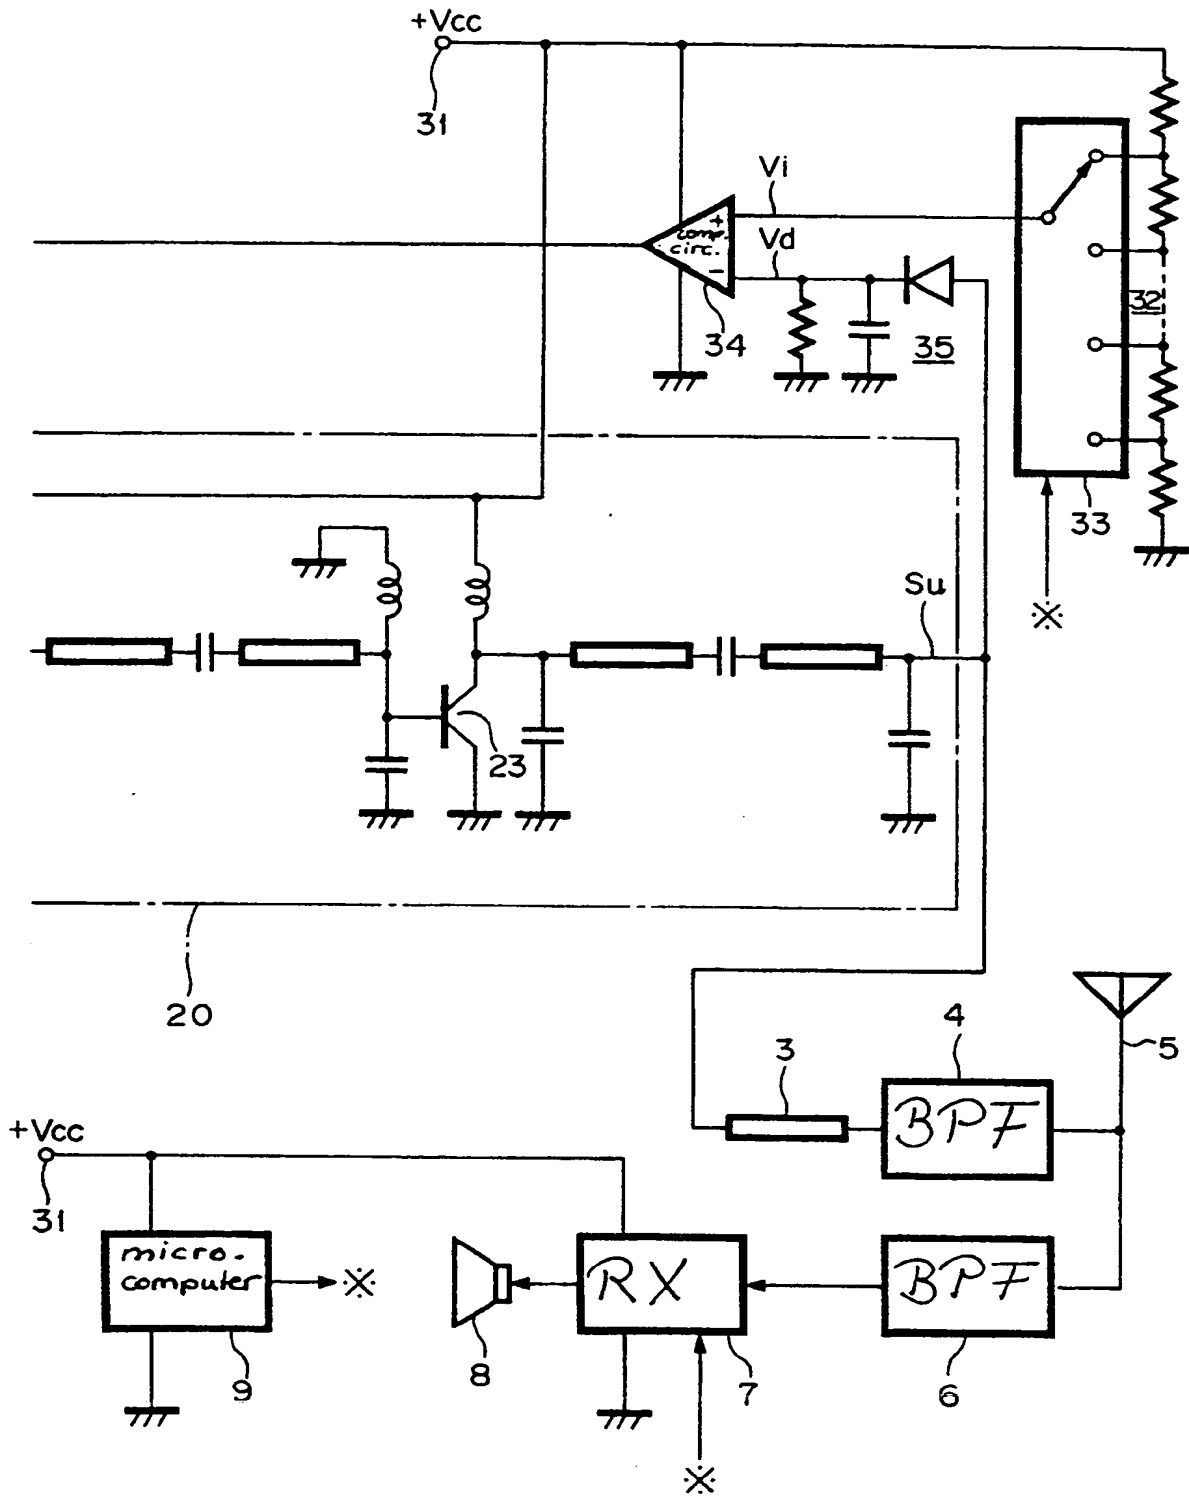 +Vcc
31
Vi
+
comp.
circ.
Vd
−
34
35
32
33
※
Su
23
20
4
5
3
BPF
+Vcc
31
micro-
computer
※
9
8
RX
7
BPF
6
※